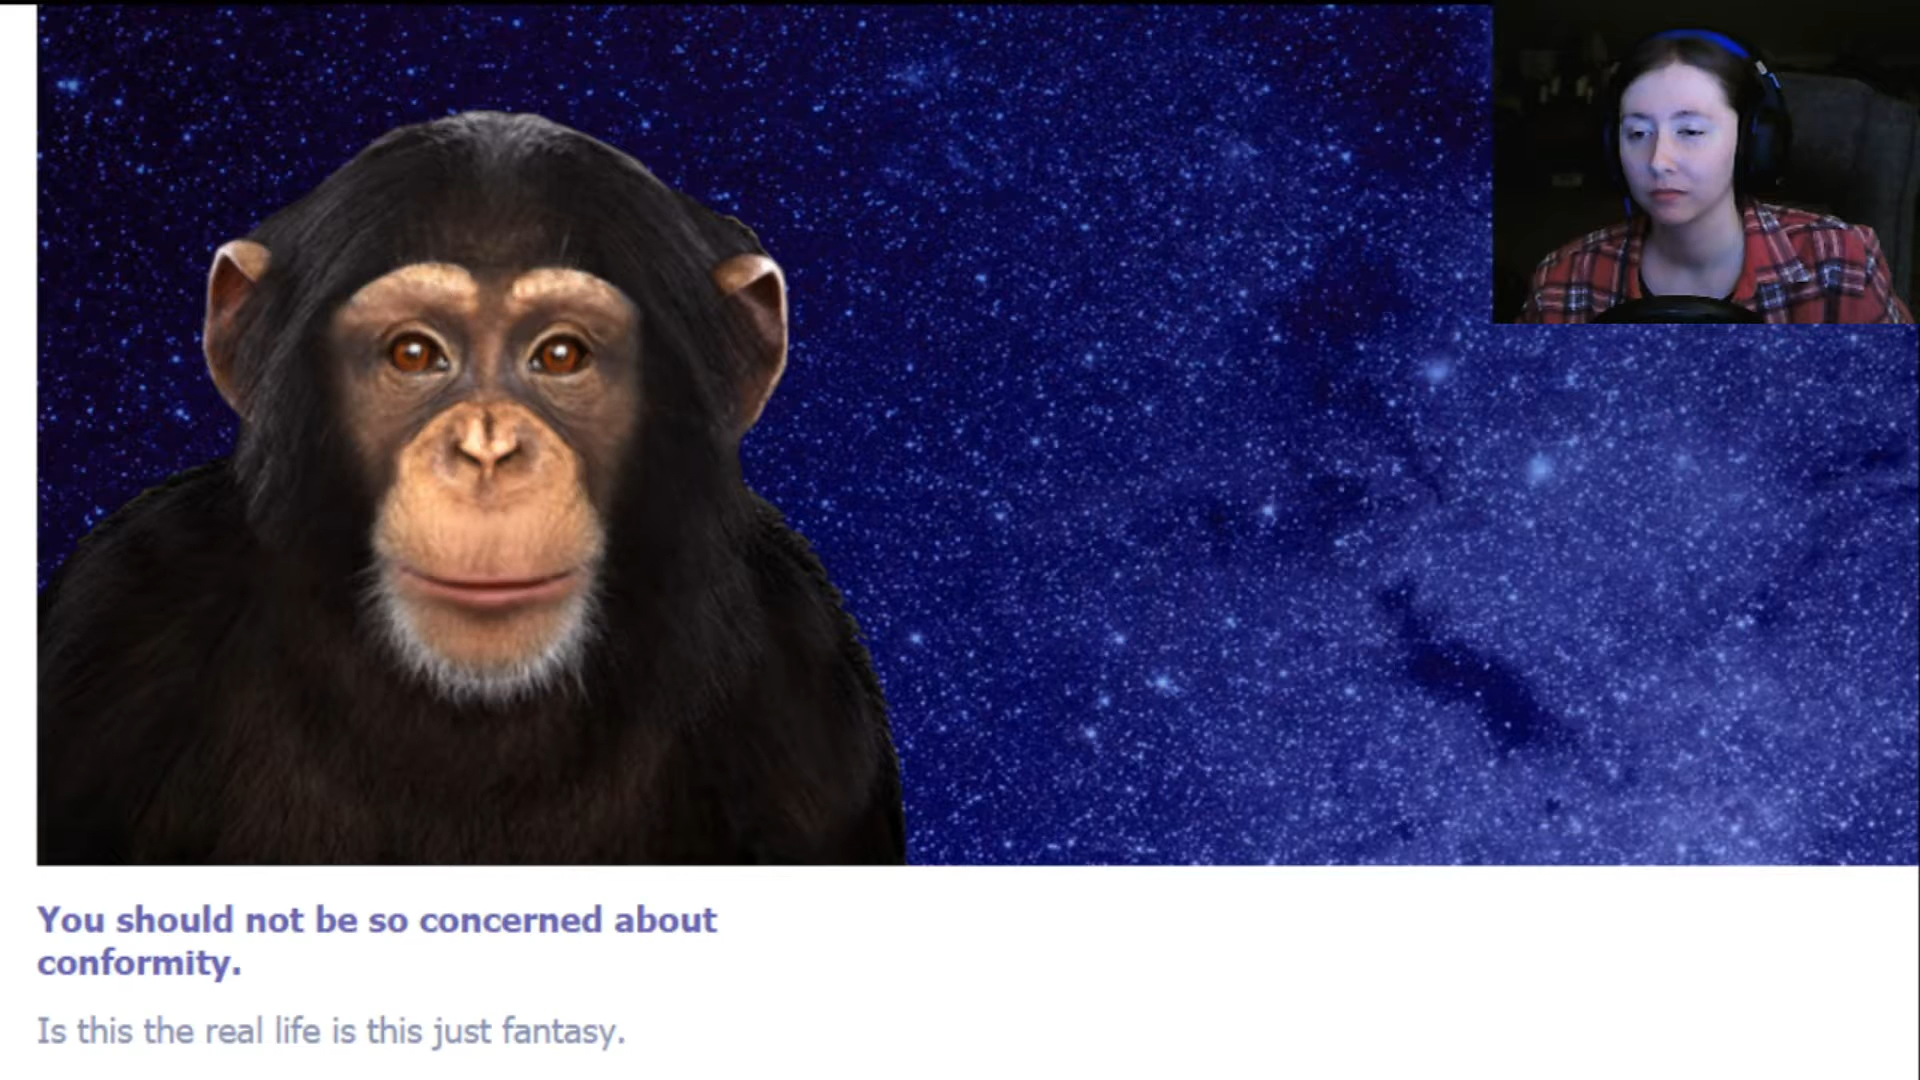 You should not be so concerned about
conformity.
Is this the real life is this just fantasy.